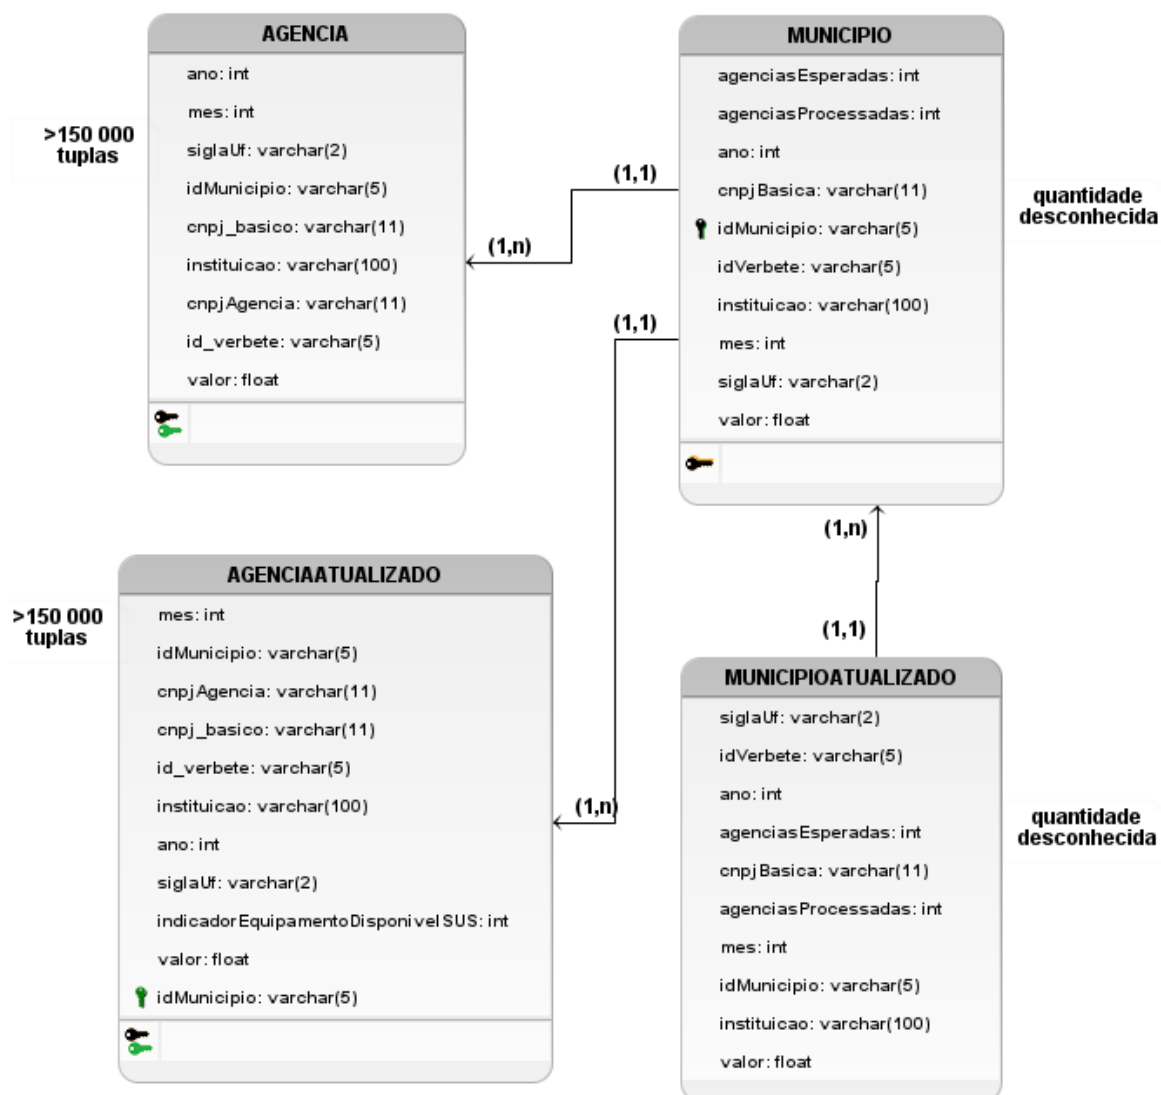 AGENCIA
ano: int
mes: int
siglaUf: varchar(2)
idMunicipio: varchar(5)
cnpj_basico: varchar(11)
instituicao: varchar(100)
cnpjAgencia: varchar(11)
id_verbete: varchar(5)
valor: float
>150 000
tuplas
MUNICIPIO
agenciasEsperadas: int
agenciasProcessadas: int
ano: int
cnpjBasica: varchar(11)
idMunicipio: varchar(5)
idVerbete: varchar(5)
instituicao: varchar(100)
mes: int
siglaUf: varchar(2)
valor: float
quantidade
desconhecida
(1,1)
(1,n)
(1,1)
(1,n)
(1,n)
(1,1)
AGENCIAATUALIZADO
mes: int
idMunicipio: varchar(5)
cnpjAgencia: varchar(11)
cnpj_basico: varchar(11)
id_verbete: varchar(5)
instituicao: varchar(100)
ano: int
siglaUf: varchar(2)
indicadorEquipamentoDisponivelSUS: int
valor: float
idMunicipio: varchar(5)
>150 000
tuplas
MUNICIPIOATUALIZADO
siglaUf: varchar(2)
idVerbete: varchar(5)
ano: int
agenciasEsperadas: int
cnpjBasica: varchar(11)
agenciasProcessadas: int
mes: int
idMunicipio: varchar(5)
instituicao: varchar(100)
valor: float
quantidade
desconhecida